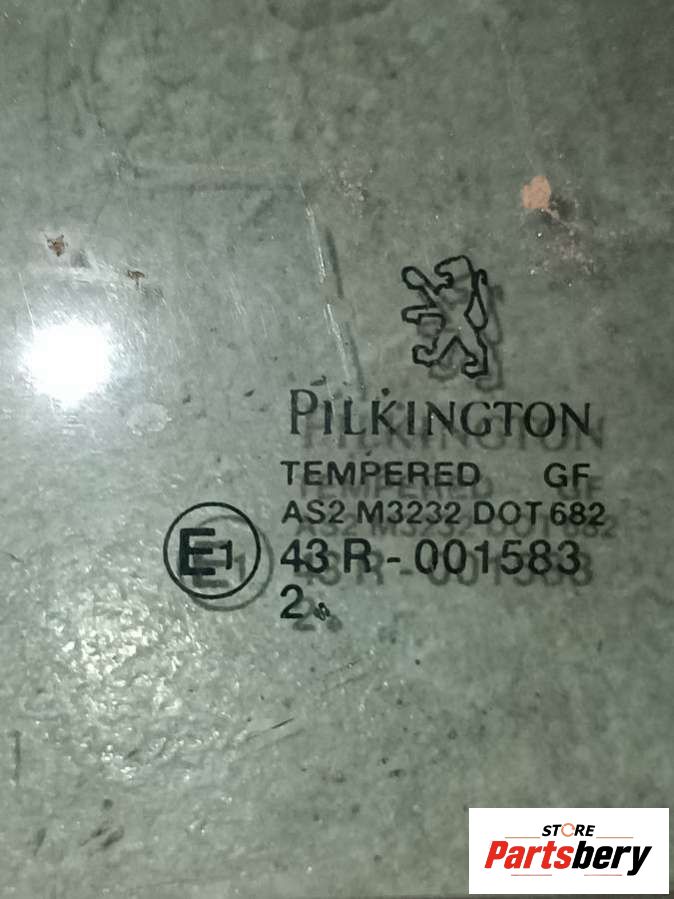 PILKINGTON
TEMPERED GF
AS2 M3232 DOT 682
E1 43 R - 001583
2
STORE
Partsbery